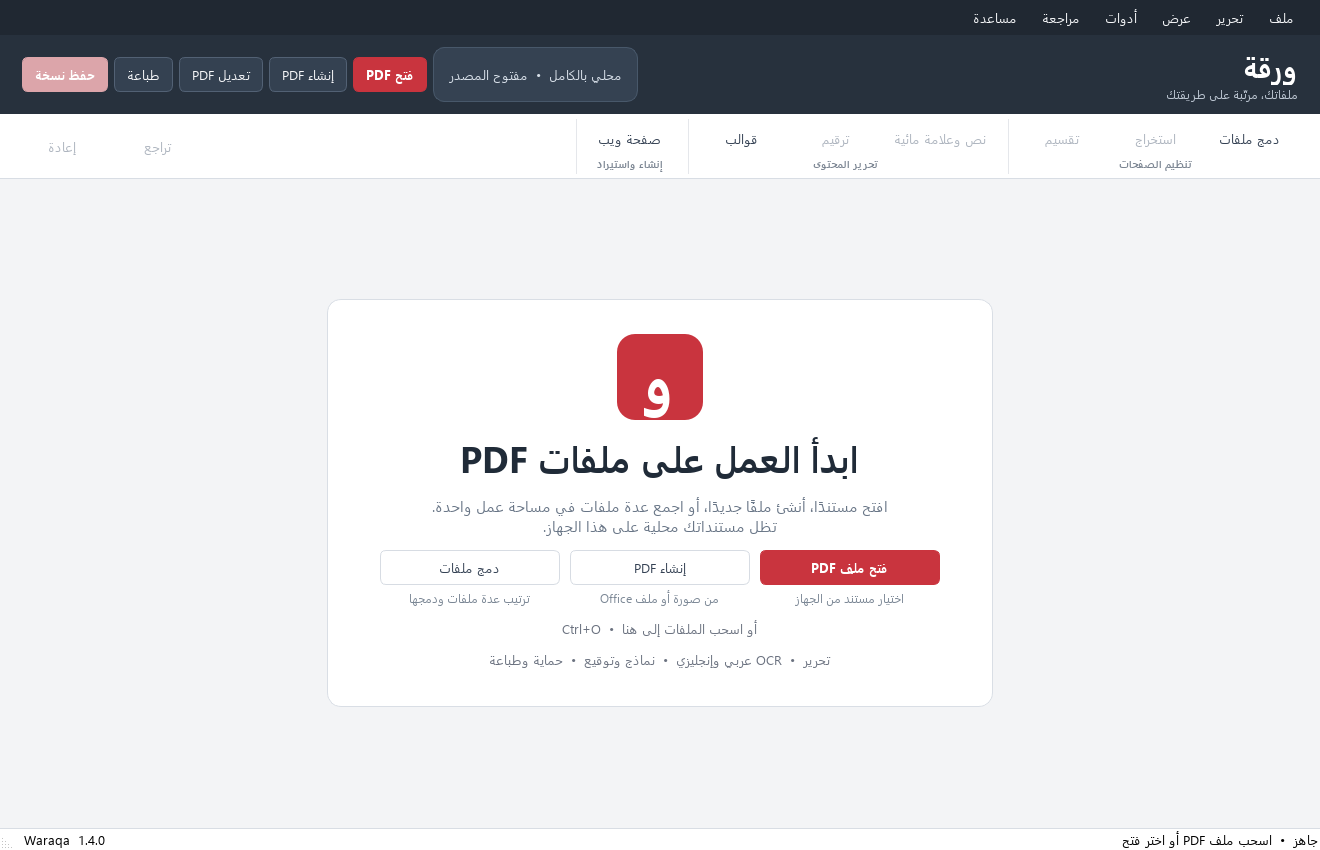 ملف تحرير عرض أدوات مراجعة مساعدة
ورقة
ملفاتك، مرتّبة على طريقتك
محلي بالكامل • مفتوح المصدر
فتح PDF
إنشاء PDF
تعديل PDF
طباعة
حفظ نسخة
دمج ملفات استخراج تقسيم
تنظيم الصفحات
نص وعلامة مائية ترقيم قوالب
تحرير المحتوى
صفحة ويب
إنشاء واستيراد
تراجع إعادة
و
ابدأ العمل على ملفات PDF
افتح مستندًا، أنشئ ملفًا جديدًا، أو اجمع عدة ملفات في مساحة عمل واحدة.
تظل مستنداتك محلية على هذا الجهاز.
فتح ملف PDF
إنشاء PDF
دمج ملفات
اختيار مستند من الجهاز
من صورة أو ملف Office
ترتيب عدة ملفات ودمجها
أو اسحب الملفات إلى هنا • Ctrl+O
تحرير • OCR عربي وإنجليزي • نماذج وتوقيع • حماية وطباعة
جاهز • اسحب ملف PDF أو اختر فتح
Waraqa 1.4.0